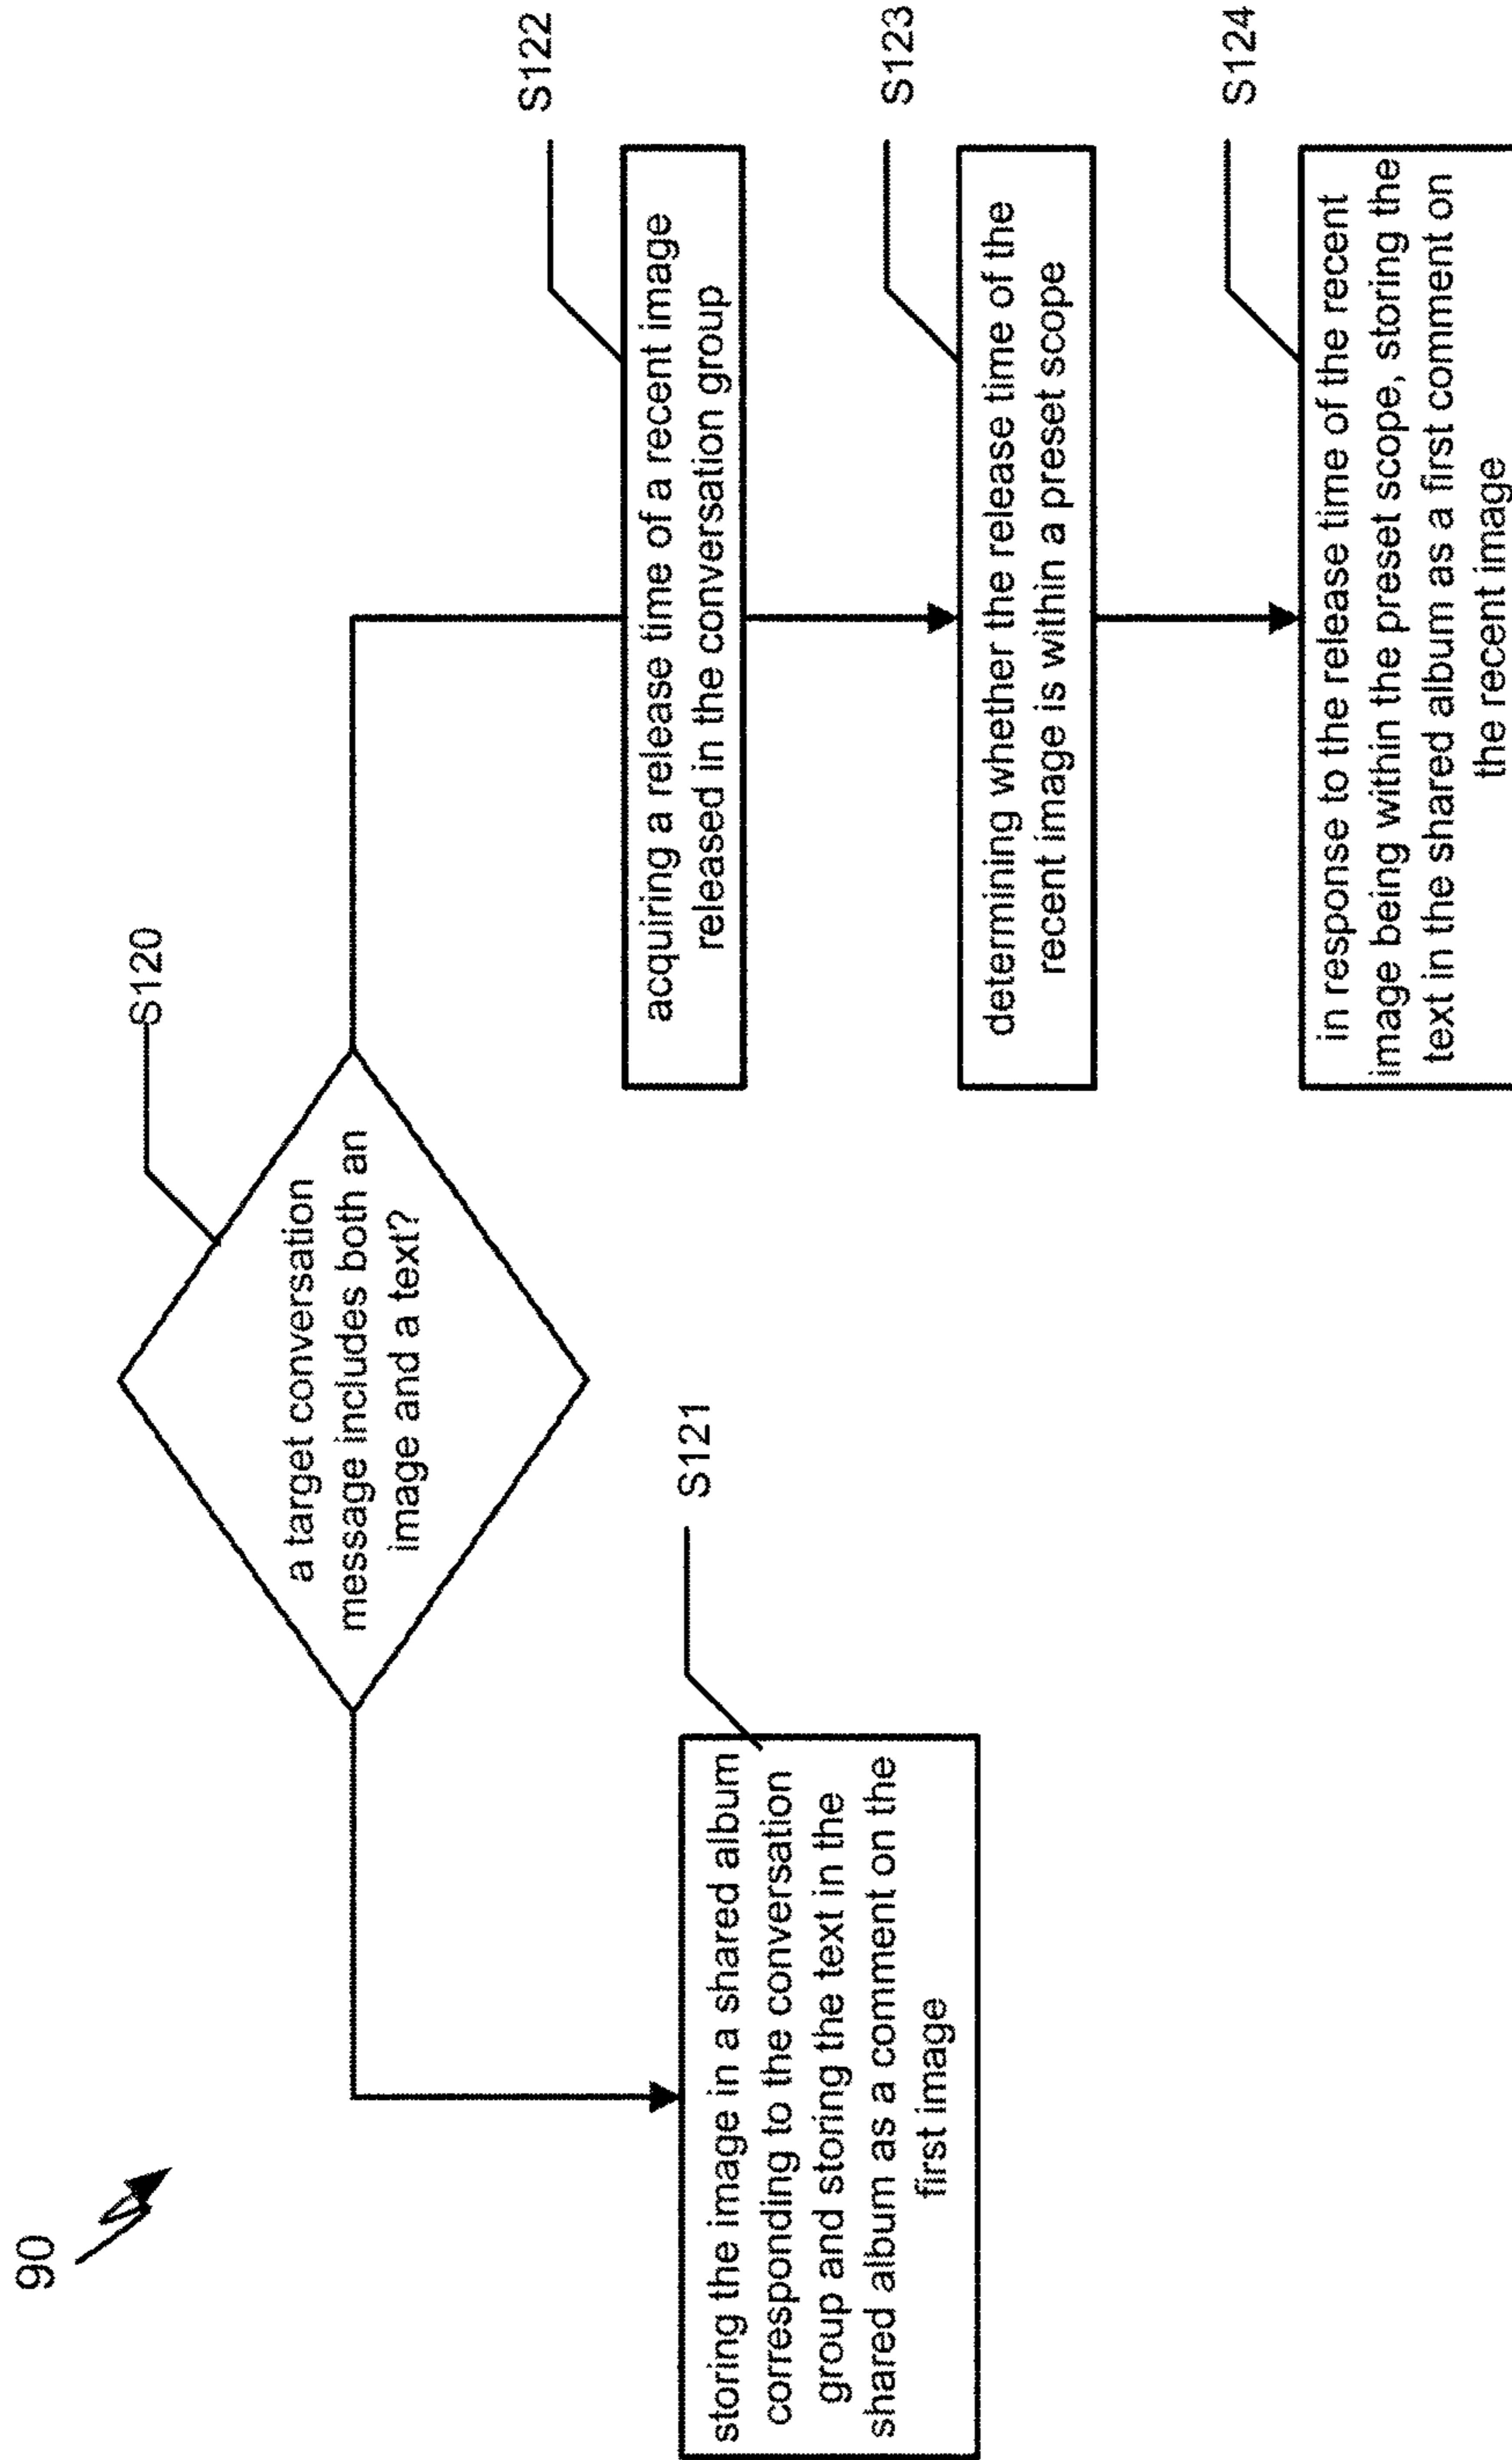 90
S120
a target conversation
message includes both an
image and a text?
S121
storing the image in a shared album
corresponding to the conversation
group and storing the text in the
shared album as a comment on the
first image
S122
acquiring a release time of a recent image
released in the conversation group
S123
determining whether the release time of the
recent image is within a preset scope
S124
in response to the release time of the recent
image being within the preset scope, storing the
text in the shared album as a first comment on
the recent image